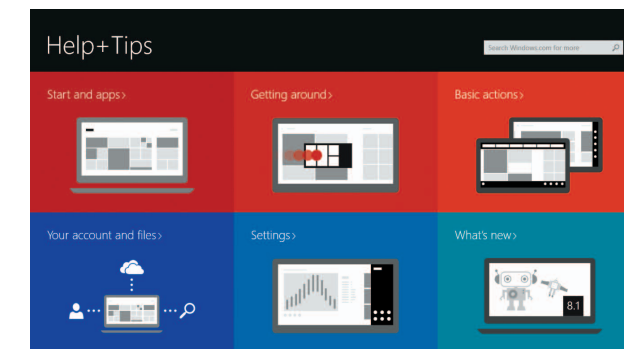 Help+Tips
Search Windows.com for more
Start and apps>
Getting around>
Basic actions>
Your account and files>
Settings>
What's new>
8.1